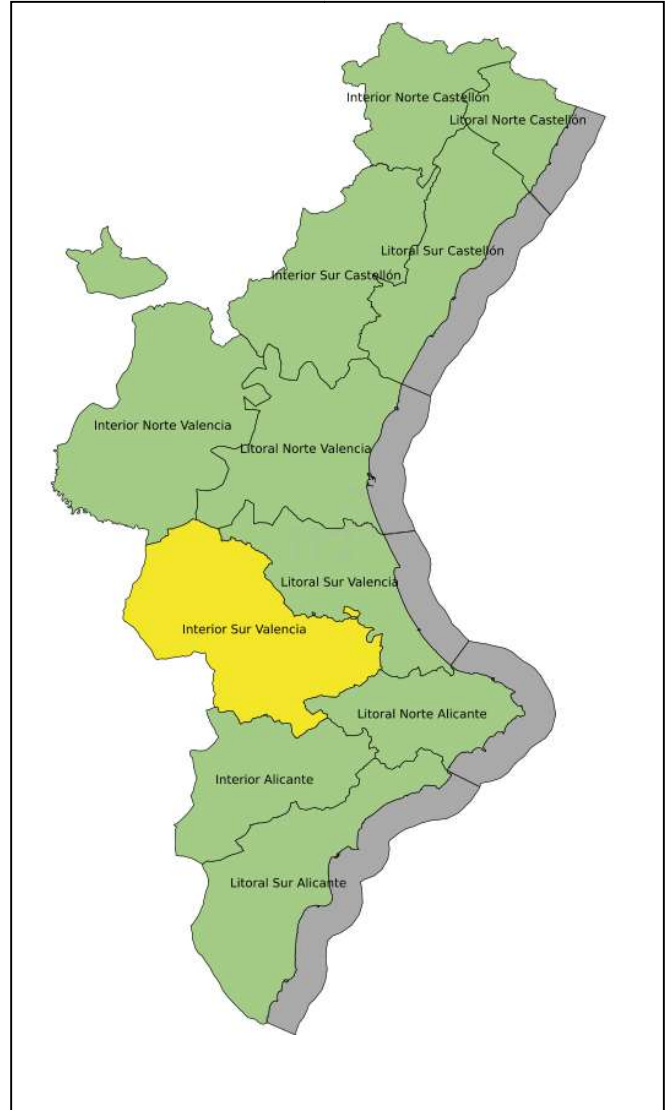 Interior Norte Castellón
Litoral Norte Castellón
Litoral Sur Castellón
Interior Sur Castellón
Interior Norte Valencia
Litoral Norte Valencia
Litoral Sur Valencia
Interior Sur Valencia
Litoral Norte Alicante
Interior Alicante
Litoral Sur Alicante